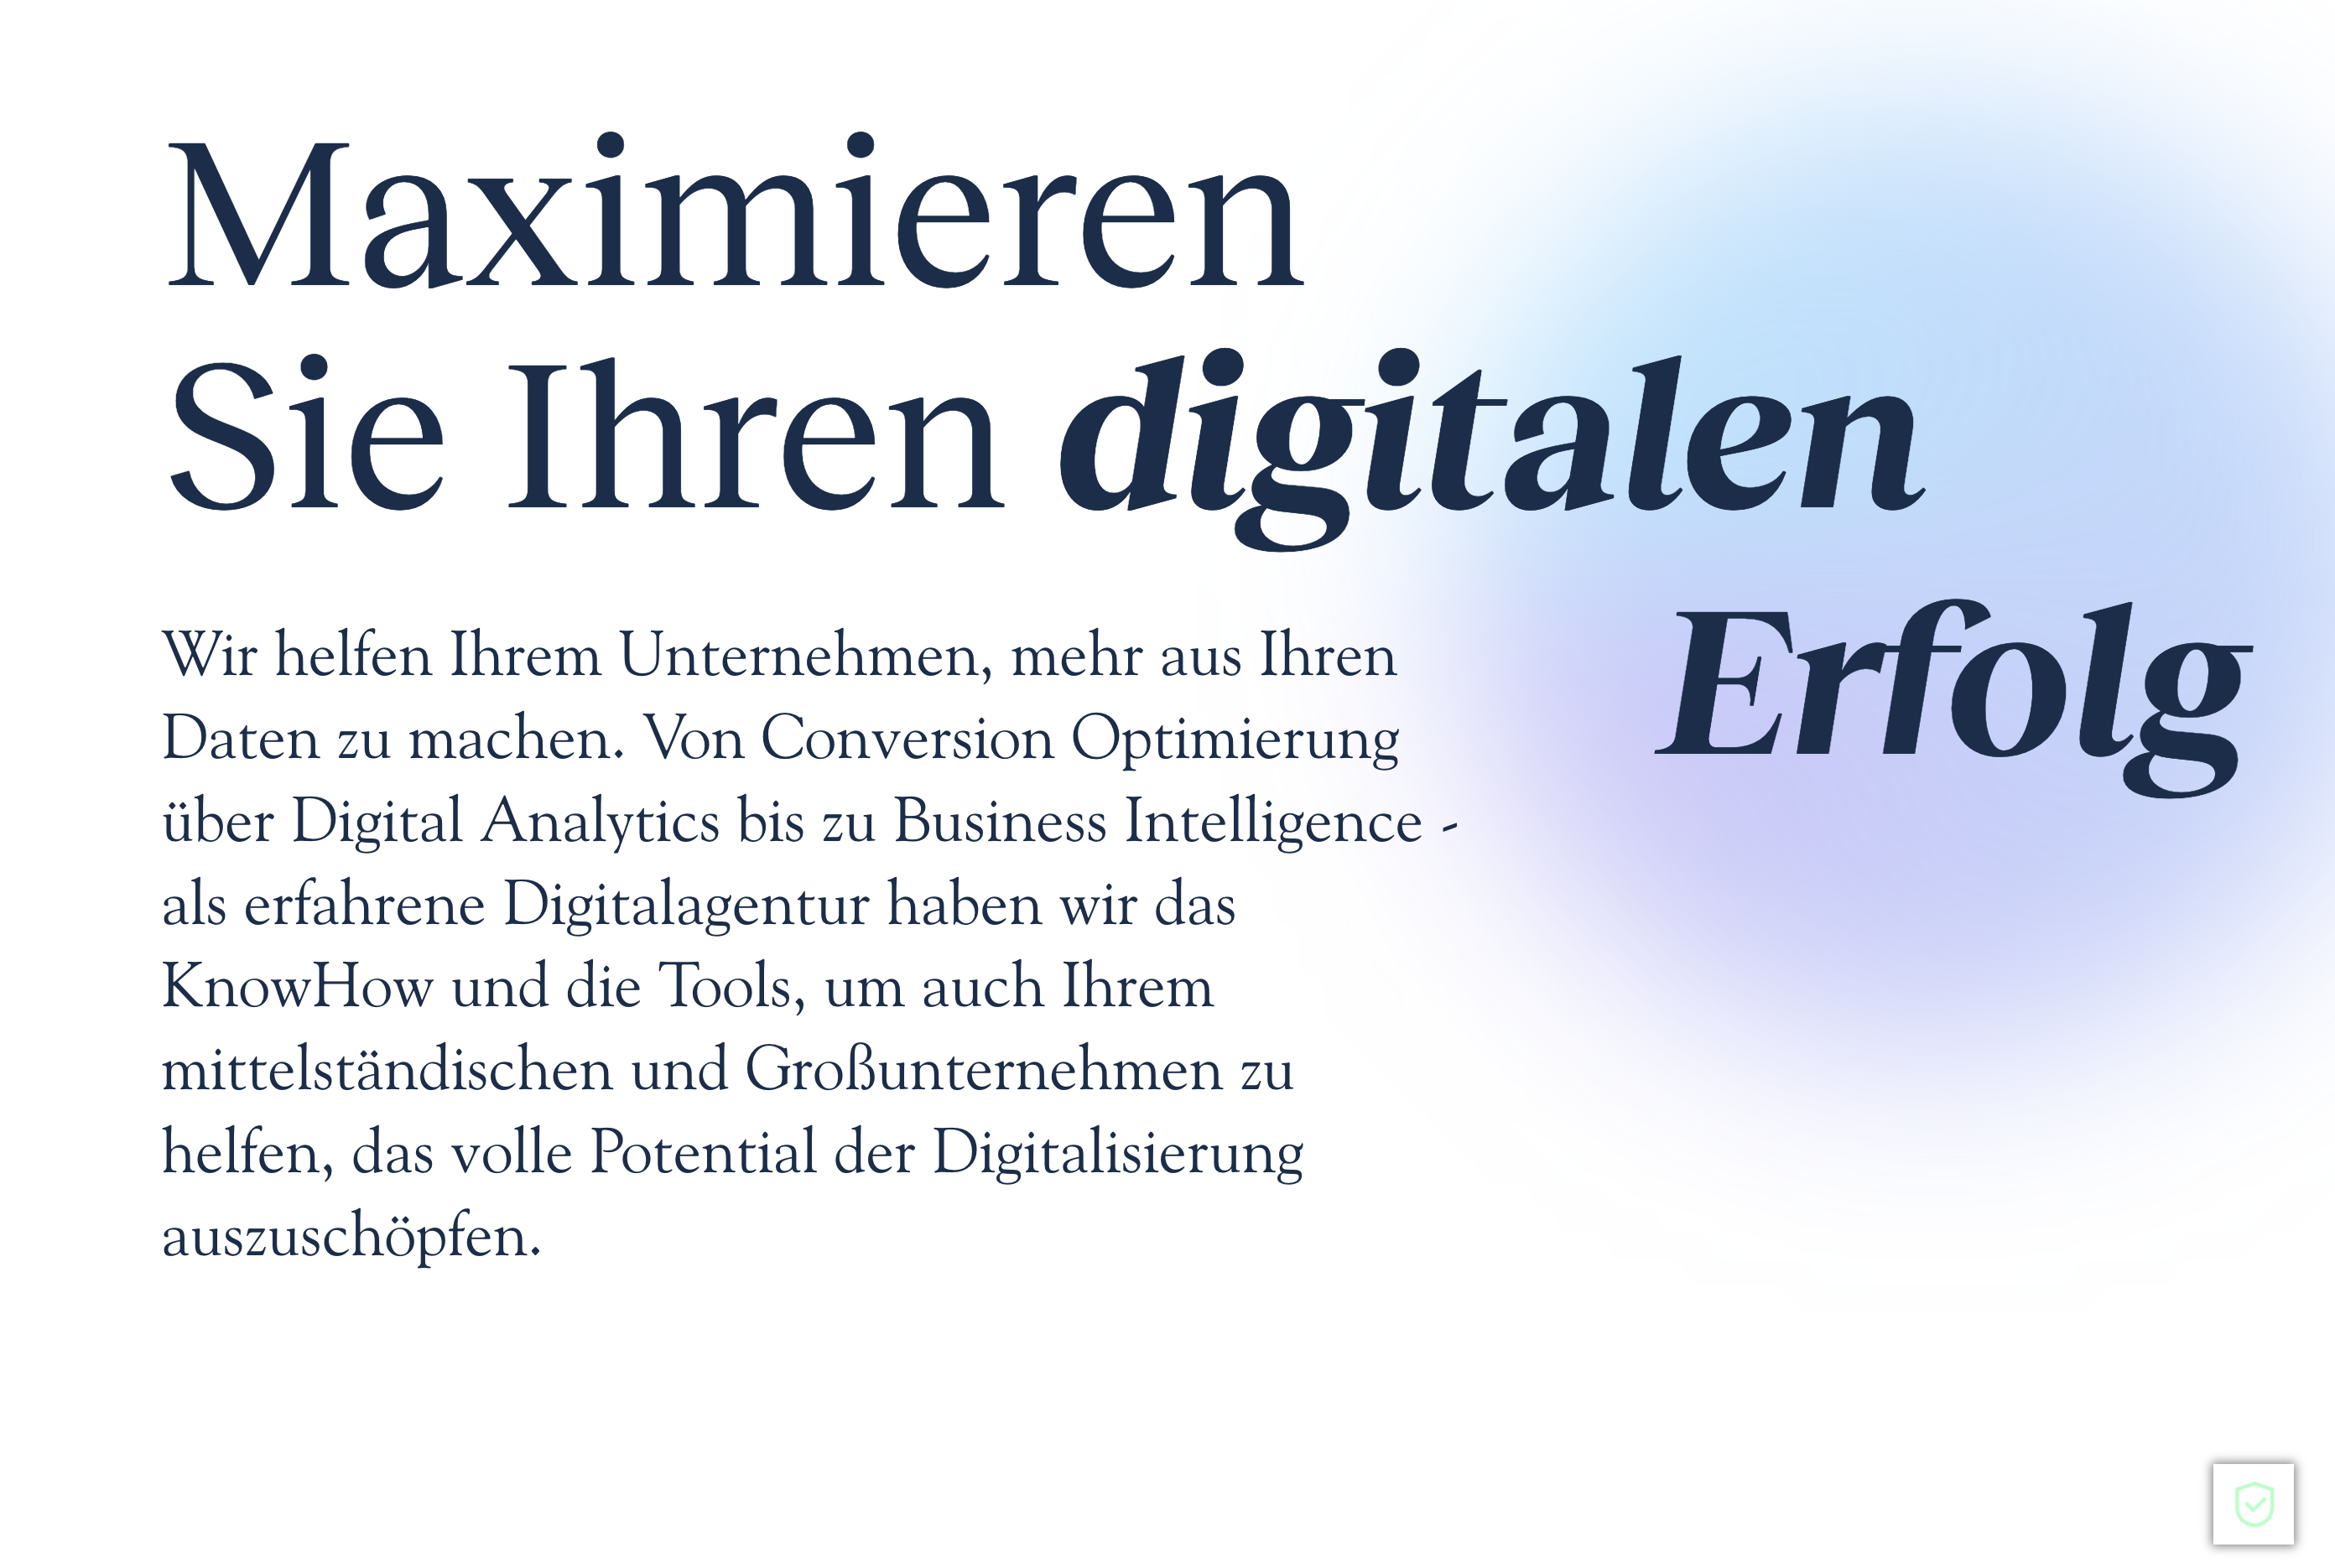 Maximieren
Sie Ihren digitalen
Erfolg
Wir helfen Ihrem Unternehmen, mehr aus Ihren
Daten zu machen. Von Conversion Optimierung
über Digital Analytics bis zu Business Intelligence -
als erfahrene Digitalagentur haben wir das
KnowHow und die Tools, um auch Ihrem
mittelständischen und Großunternehmen zu
helfen, das volle Potential der Digitalisierung
auszuschöpfen.